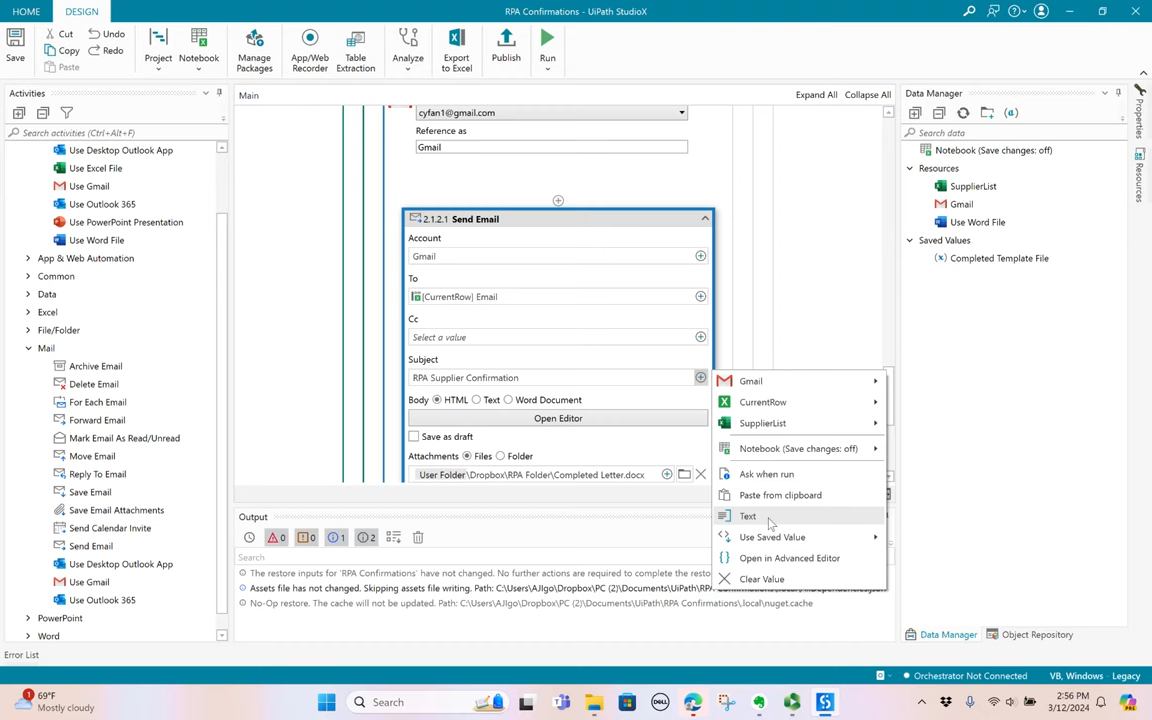 HOME
DESIGN
RPA Confirmations - UiPath StudioX
Save
Cut
Copy
Paste
Undo
Redo
Project
Notebook
Manage Packages
App/Web Recorder
Table Extraction
Analyze
Export to Excel
Publish
Run
Activities
Search activities (Ctrl+Alt+F)
Use Desktop Outlook App
Use Excel File
Use Gmail
Use Outlook 365
Use PowerPoint Presentation
Use Word File
App & Web Automation
Common
Data
Excel
File/Folder
Mail
Archive Email
Delete Email
For Each Email
Forward Email
Mark Email As Read/Unread
Move Email
Reply To Email
Save Email
Save Email Attachments
Send Calendar Invite
Send Email
Use Desktop Outlook App
Use Gmail
Use Outlook 365
PowerPoint
Word
Main
Expand All
Collapse All
cyfan1@gmail.com
Reference as
Gmail
2.1.2.1 Send Email
Account
Gmail
To
[CurrentRow] Email
Cc
Select a value
Subject
RPA Supplier Confirmation
Body HTML Text Word Document
Open Editor
Save as draft
Attachments Files Folder
User Folder\Dropbox\RPA Folder\Completed Letter.docx
Gmail
CurrentRow
SupplierList
Notebook (Save changes: off)
Ask when run
Paste from clipboard
Text
Use Saved Value
Open in Advanced Editor
Clear Value
Output
0
0
1
2
Search
The restore inputs for 'RPA Confirmations' have not changed. No further actions are required to complete the resto
Assets file has not changed. Skipping assets file writing. Path: C:\Users\AJIgo\Dropbox\PC (2)\Documents\UiPath\RPA
No-Op restore. The cache will not be updated. Path: C:\Users\AJIgo\Dropbox\PC (2)\Documents\UiPath\RPA Confirmations\.local\nuget.cache
Data Manager
Search data
Notebook (Save changes: off)
Resources
SupplierList
Gmail
Use Word File
Saved Values
Completed Template File
Properties
Resources
Data Manager
Object Repository
Error List
Orchestrator Not Connected
VB, Windows - Legacy
69°F
Mostly cloudy
Search
DELL
2:56 PM
3/12/2024